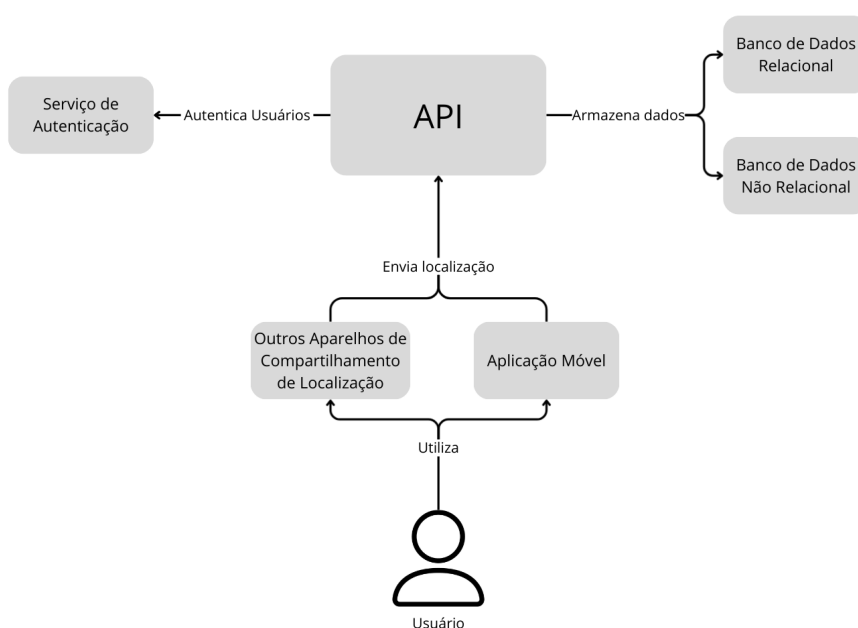 Banco de Dados
Relacional
Serviço de
Autenticação
Autentica Usuários
API
Armazena dados
Banco de Dados
Não Relacional
Envia localização
Outros Aparelhos de
Compartilhamento
de Localização
Aplicação Móvel
Utiliza
Usuário